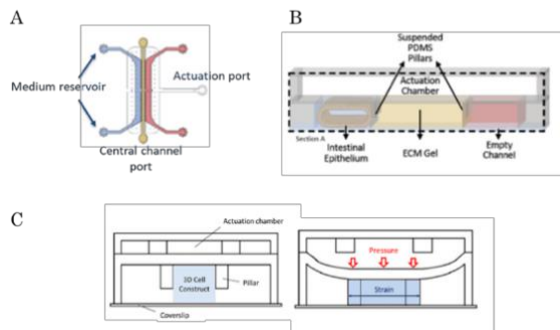 A
Medium reservoir
Actuation port
Central channel
port
B
Suspended
PDMS
Pillars
Actuation
Chamber
Section A
Intestinal
Epithelium
ECM Gel
Empty
Channel
C
Actuation chamber
3D Cell
Construct
Pillar
Coverslip
Pressure
Strain